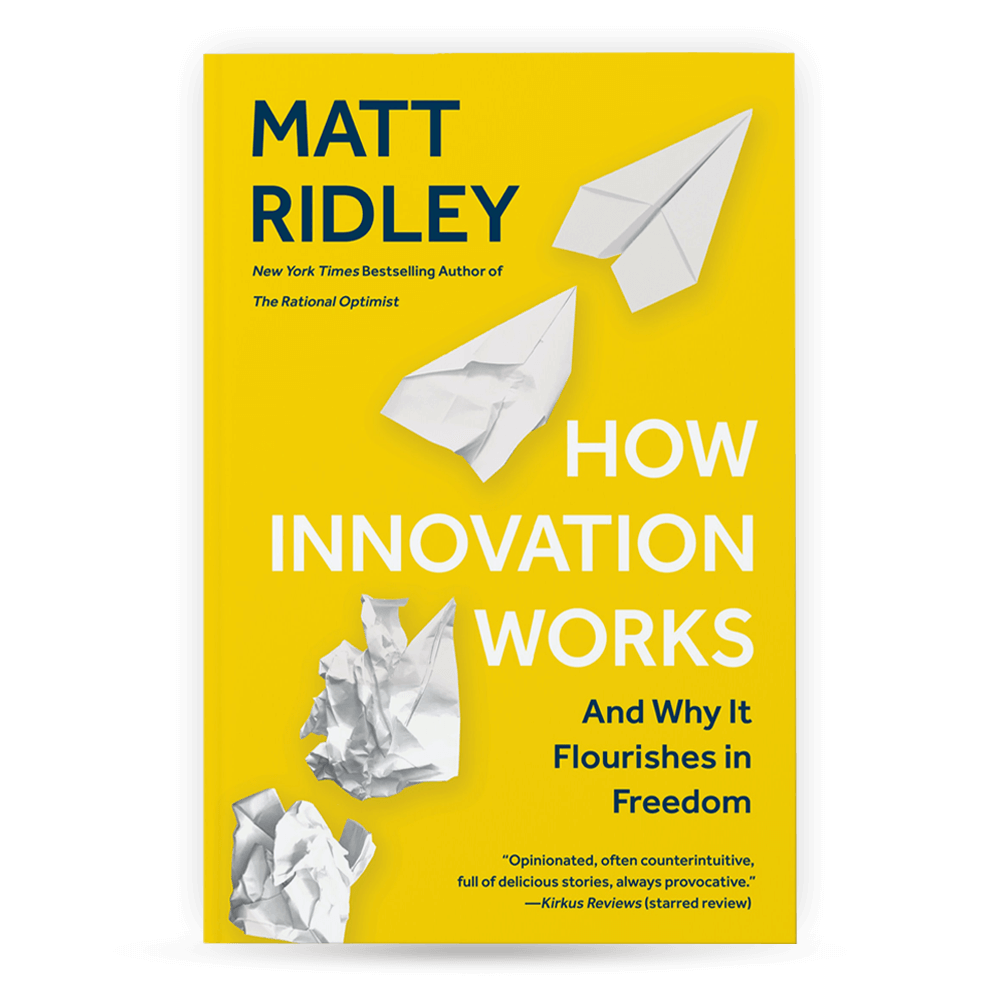 MATT
RIDLEY
New York Times Bestselling Author of
The Rational Optimist
HOW
INNOVATION
WORKS
And Why It
Flourishes in
Freedom
“Opinionated, often counterintuitive,
full of delicious stories, always provocative.”
—Kirkus Reviews (starred review)